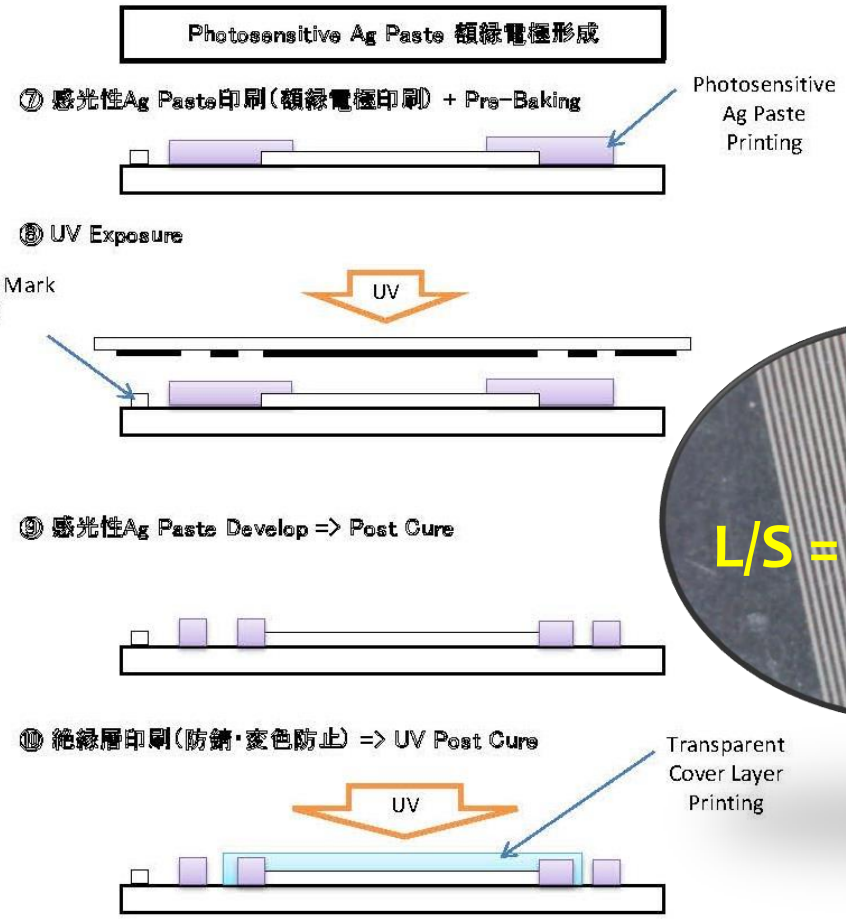 Photosensitive Ag Paste 額縁電極形成
⑦ 感光性Ag Paste印刷(額縁電極印刷) + Pre-Baking
Photosensitive
Ag Paste
Printing
⑧ UV Exposure
Mark
UV
⑨ 感光性Ag Paste Develop => Post Cure
L/S =
⑩ 絶縁層印刷(防錆・変色防止) => UV Post Cure
Transparent
Cover Layer
Printing
UV